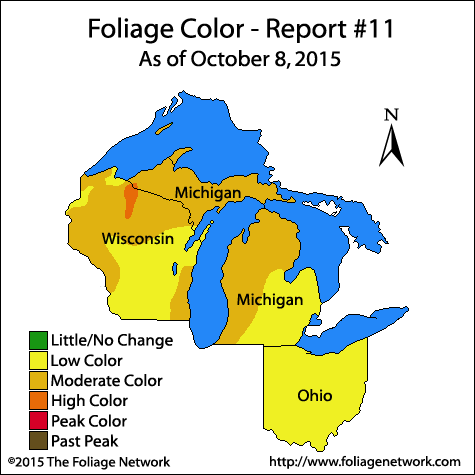 Foliage Color - Report #11
As of October 8, 2015
N
Michigan
Wisconsin
Michigan
Ohio
Little/No Change
Low Color
Moderate Color
High Color
Peak Color
Past Peak
©2015 The Foliage Network
http://www.foliagenetwork.com